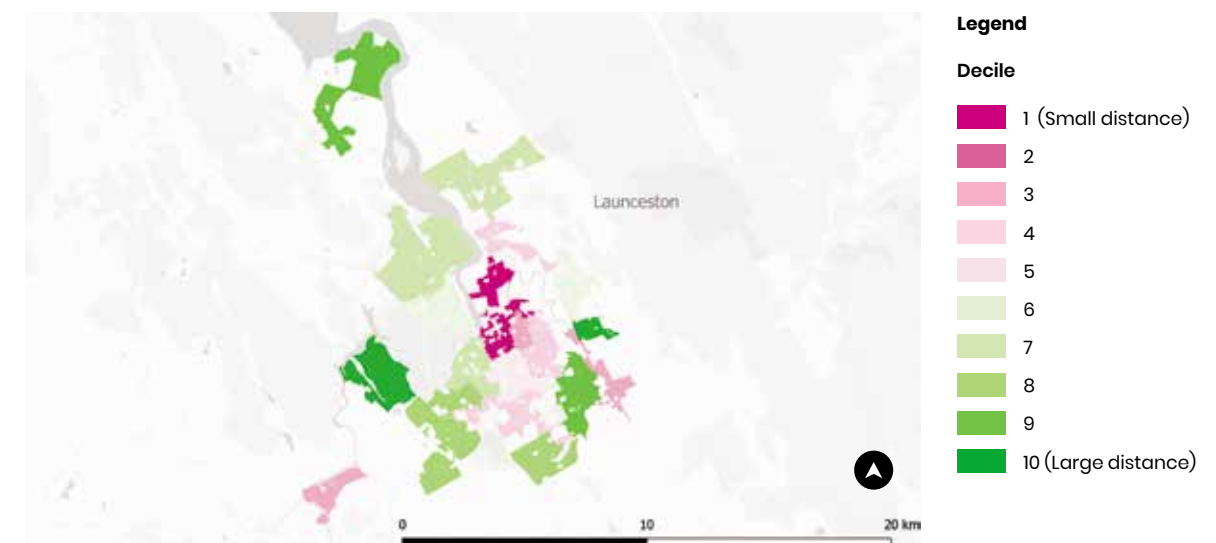 Launceston
0 10 20 km
Legend
Decile
1 (Small distance)
2
3
4
5
6
7
8
9
10 (Large distance)